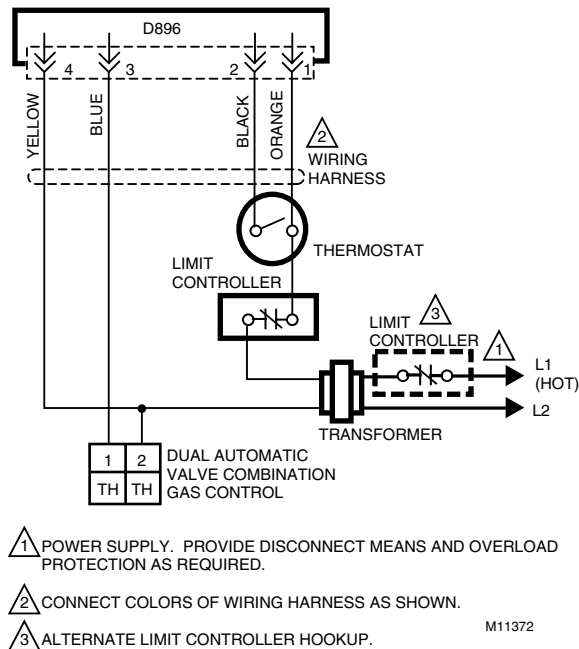 D896
4 3 2 1
YELLOW
BLUE
BLACK
ORANGE
2
WIRING
HARNESS
THERMOSTAT
LIMIT
CONTROLLER
LIMIT
CONTROLLER
3
1
L1
(HOT)
L2
TRANSFORMER
1 2
TH TH
DUAL AUTOMATIC
VALVE COMBINATION
GAS CONTROL
1 POWER SUPPLY. PROVIDE DISCONNECT MEANS AND OVERLOAD
PROTECTION AS REQUIRED.
2 CONNECT COLORS OF WIRING HARNESS AS SHOWN.
3 ALTERNATE LIMIT CONTROLLER HOOKUP.
M11372